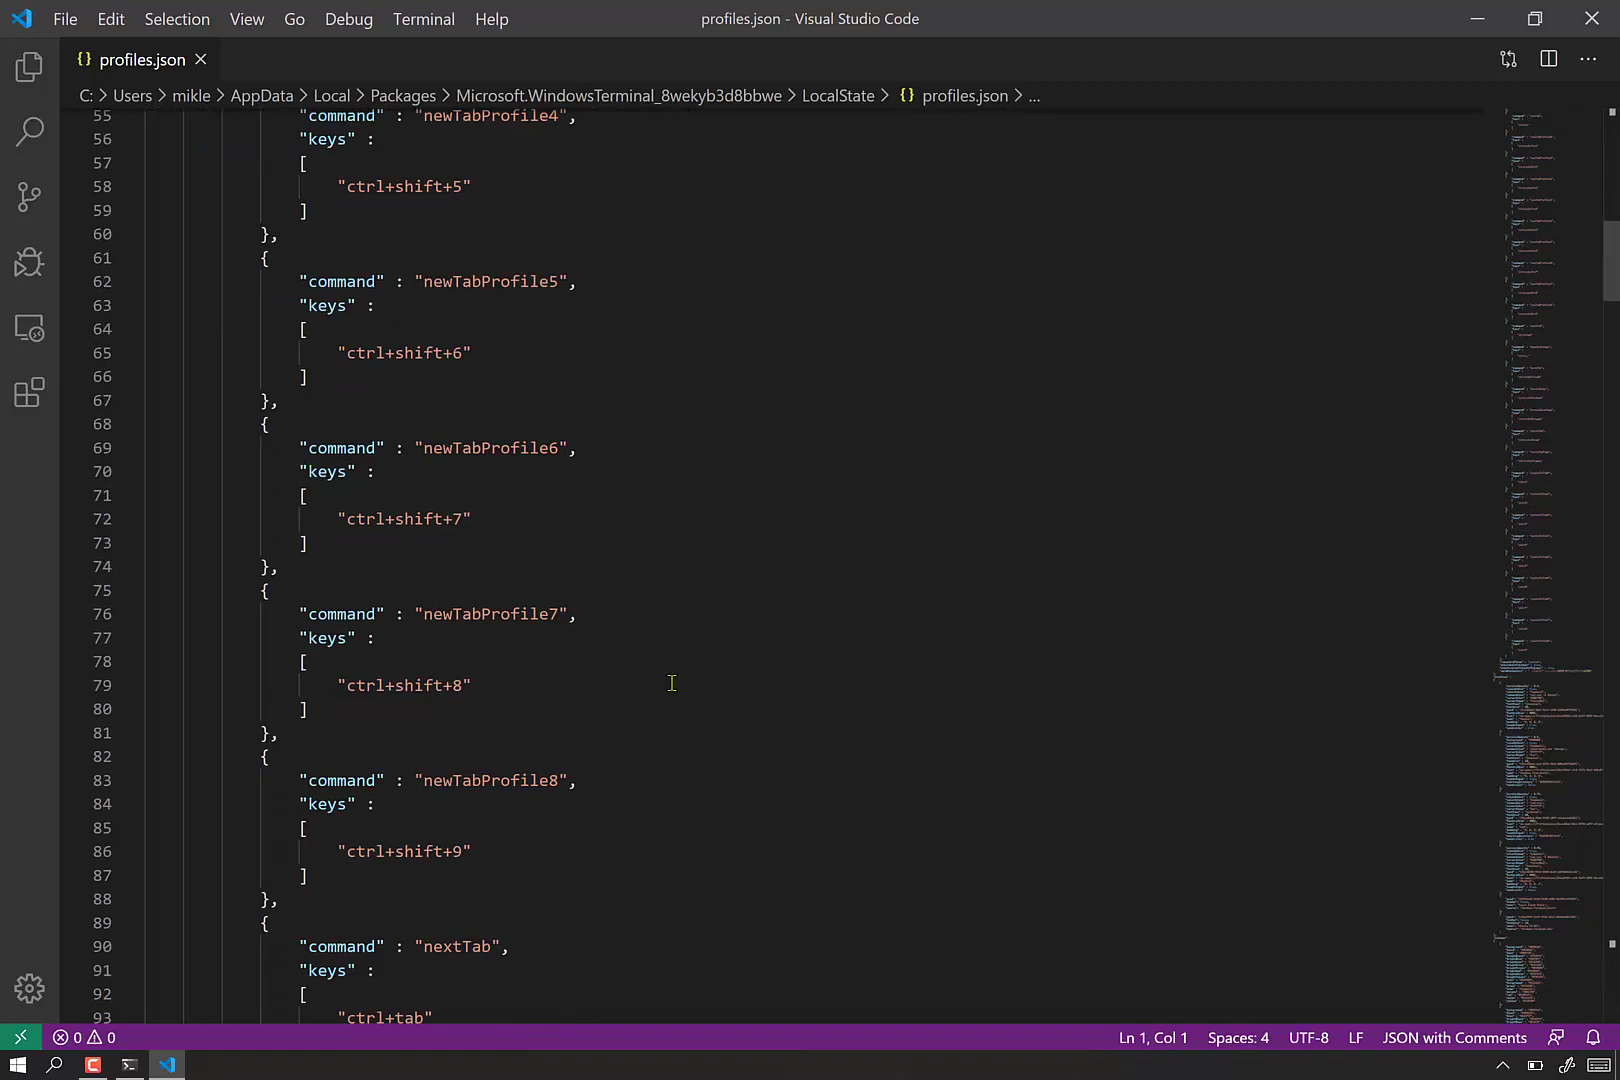 File Edit Selection View Go Debug Terminal Help profiles.json - Visual Studio Code
{} profiles.json
C: > Users > mikle > AppData > Local > Packages > Microsoft.WindowsTerminal_8wekyb3d8bbwe > LocalState > {} profiles.json > ...
55 "command" : "newTabProfile4",
56 "keys" :
57 [
58 "ctrl+shift+5"
59 ]
60 },
61 {
62 "command" : "newTabProfile5",
63 "keys" :
64 [
65 "ctrl+shift+6"
66 ]
67 },
68 {
69 "command" : "newTabProfile6",
70 "keys" :
71 [
72 "ctrl+shift+7"
73 ]
74 },
75 {
76 "command" : "newTabProfile7",
77 "keys" :
78 [
79 "ctrl+shift+8"
80 ]
81 },
82 {
83 "command" : "newTabProfile8",
84 "keys" :
85 [
86 "ctrl+shift+9"
87 ]
88 },
89 {
90 "command" : "nextTab",
91 "keys" :
92 [
93 "ctrl+tab"
0 0 Ln 1, Col 1 Spaces: 4 UTF-8 LF JSON with Comments